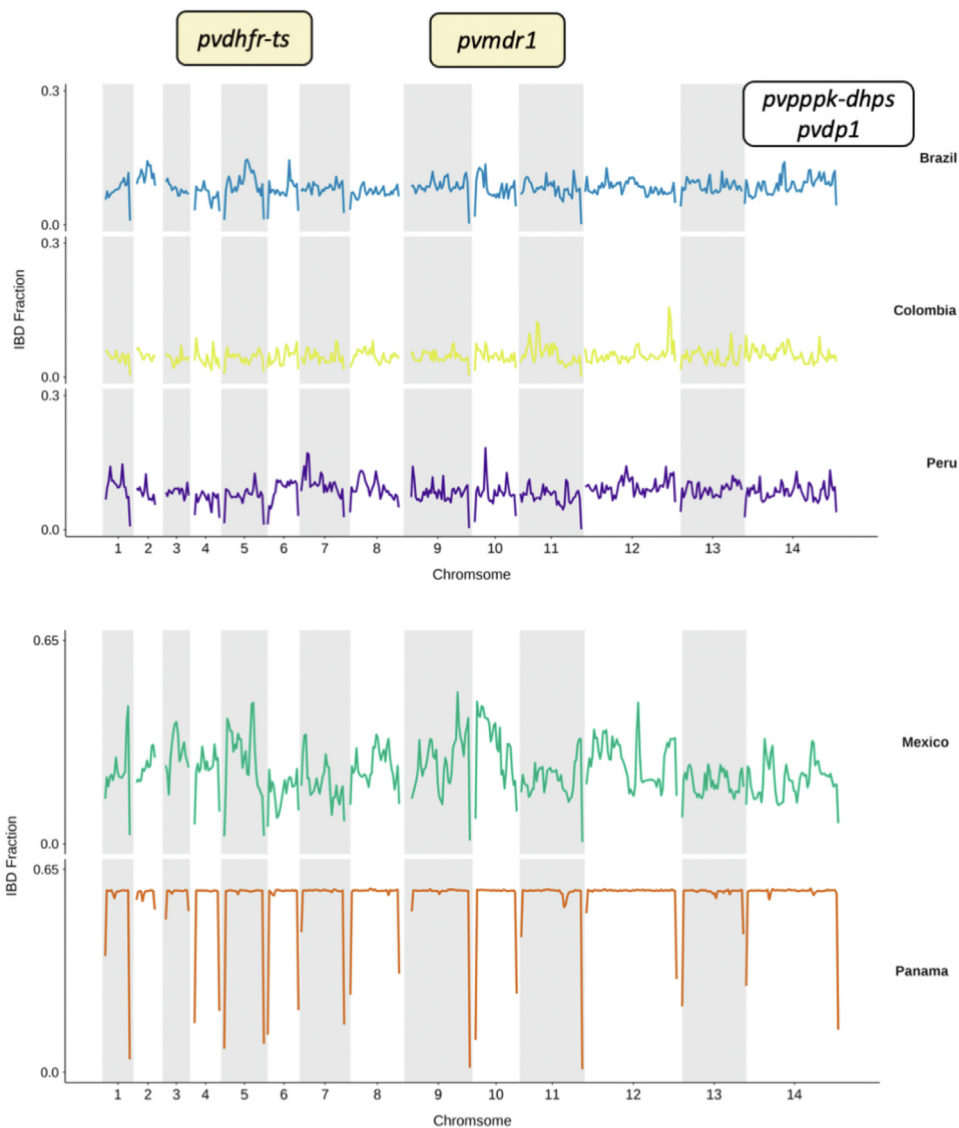 pvdhfr-ts
pvmdr1
pvpppk-dhps
pvdp1
0.3
Brazil
0.0
0.3
Colombia
0.0
0.3
Peru
0.0
IBD Fraction
1 2 3 4 5 6 7 8 9 10 11 12 13 14
Chromsome
0.65
Mexico
0.0
0.65
Panama
0.0
IBD Fraction
1 2 3 4 5 6 7 8 9 10 11 12 13 14
Chromsome